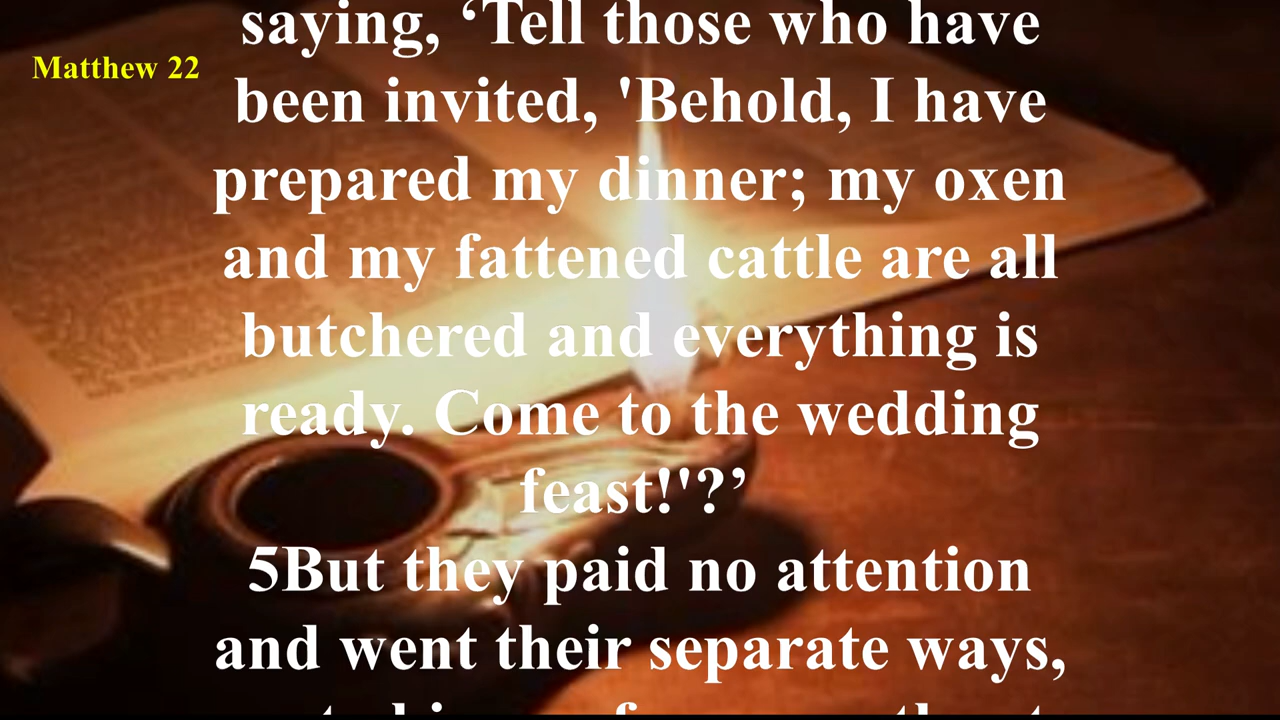 saying, ‘Tell those who have
Matthew 22
been invited, 'Behold, I have
prepared my dinner; my oxen
and my fattened cattle are all
butchered and everything is
ready. Come to the wedding
feast!'?’
5But they paid no attention
and went their separate ways,